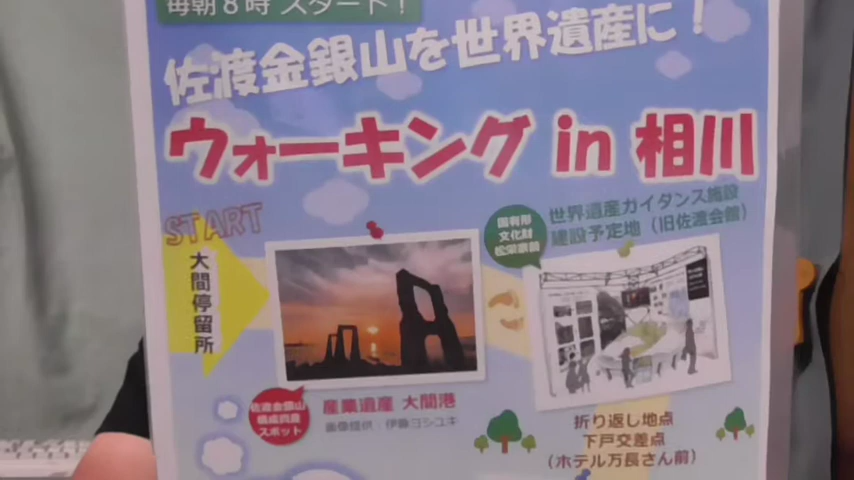 毎朝8時 スタート!
佐渡金銀山を世界遺産に!
ウォーキング in 相川
START
大間停留所
固有形
文化財
松栄家前
世界遺産ガイダンス施設
建設予定地(旧佐渡会館)
佐渡金銀山
構成資産
スポット
産業遺産 大間港
画像提供:伊藤ヨシユキ
折り返し地点
下戸交差点
(ホテル万長さん前)